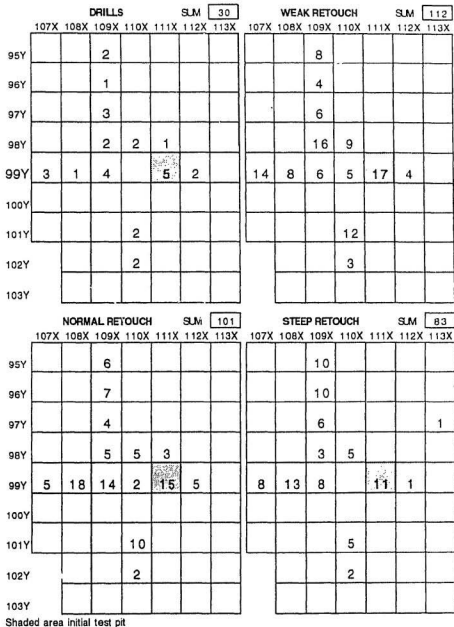 DRILLS SUM 30 WEAK RETOUCH SUM 112
107X 108X 109X 110X 111X 112X 113X 107X 108X 109X 110X 111X 112X 113X
95Y 2 8
96Y 1 4
97Y 3 6
98Y 2 2 1 16 9
99Y 3 1 4 5 2 14 8 6 5 17 4
100Y
101Y 2 12
102Y 2 3
103Y
NORMAL RETOUCH SUM 101 STEEP RETOUCH SUM 83
107X 108X 109X 110X 111X 112X 113X 107X 108X 109X 110X 111X 112X 113X
95Y 6 10
96Y 7 10
97Y 4 6 1
98Y 5 5 3 3 5
99Y 5 18 14 2 15 5 8 13 8 11 1
100Y
101Y 10 5
102Y 2 2
103Y
Shaded area initial test pit